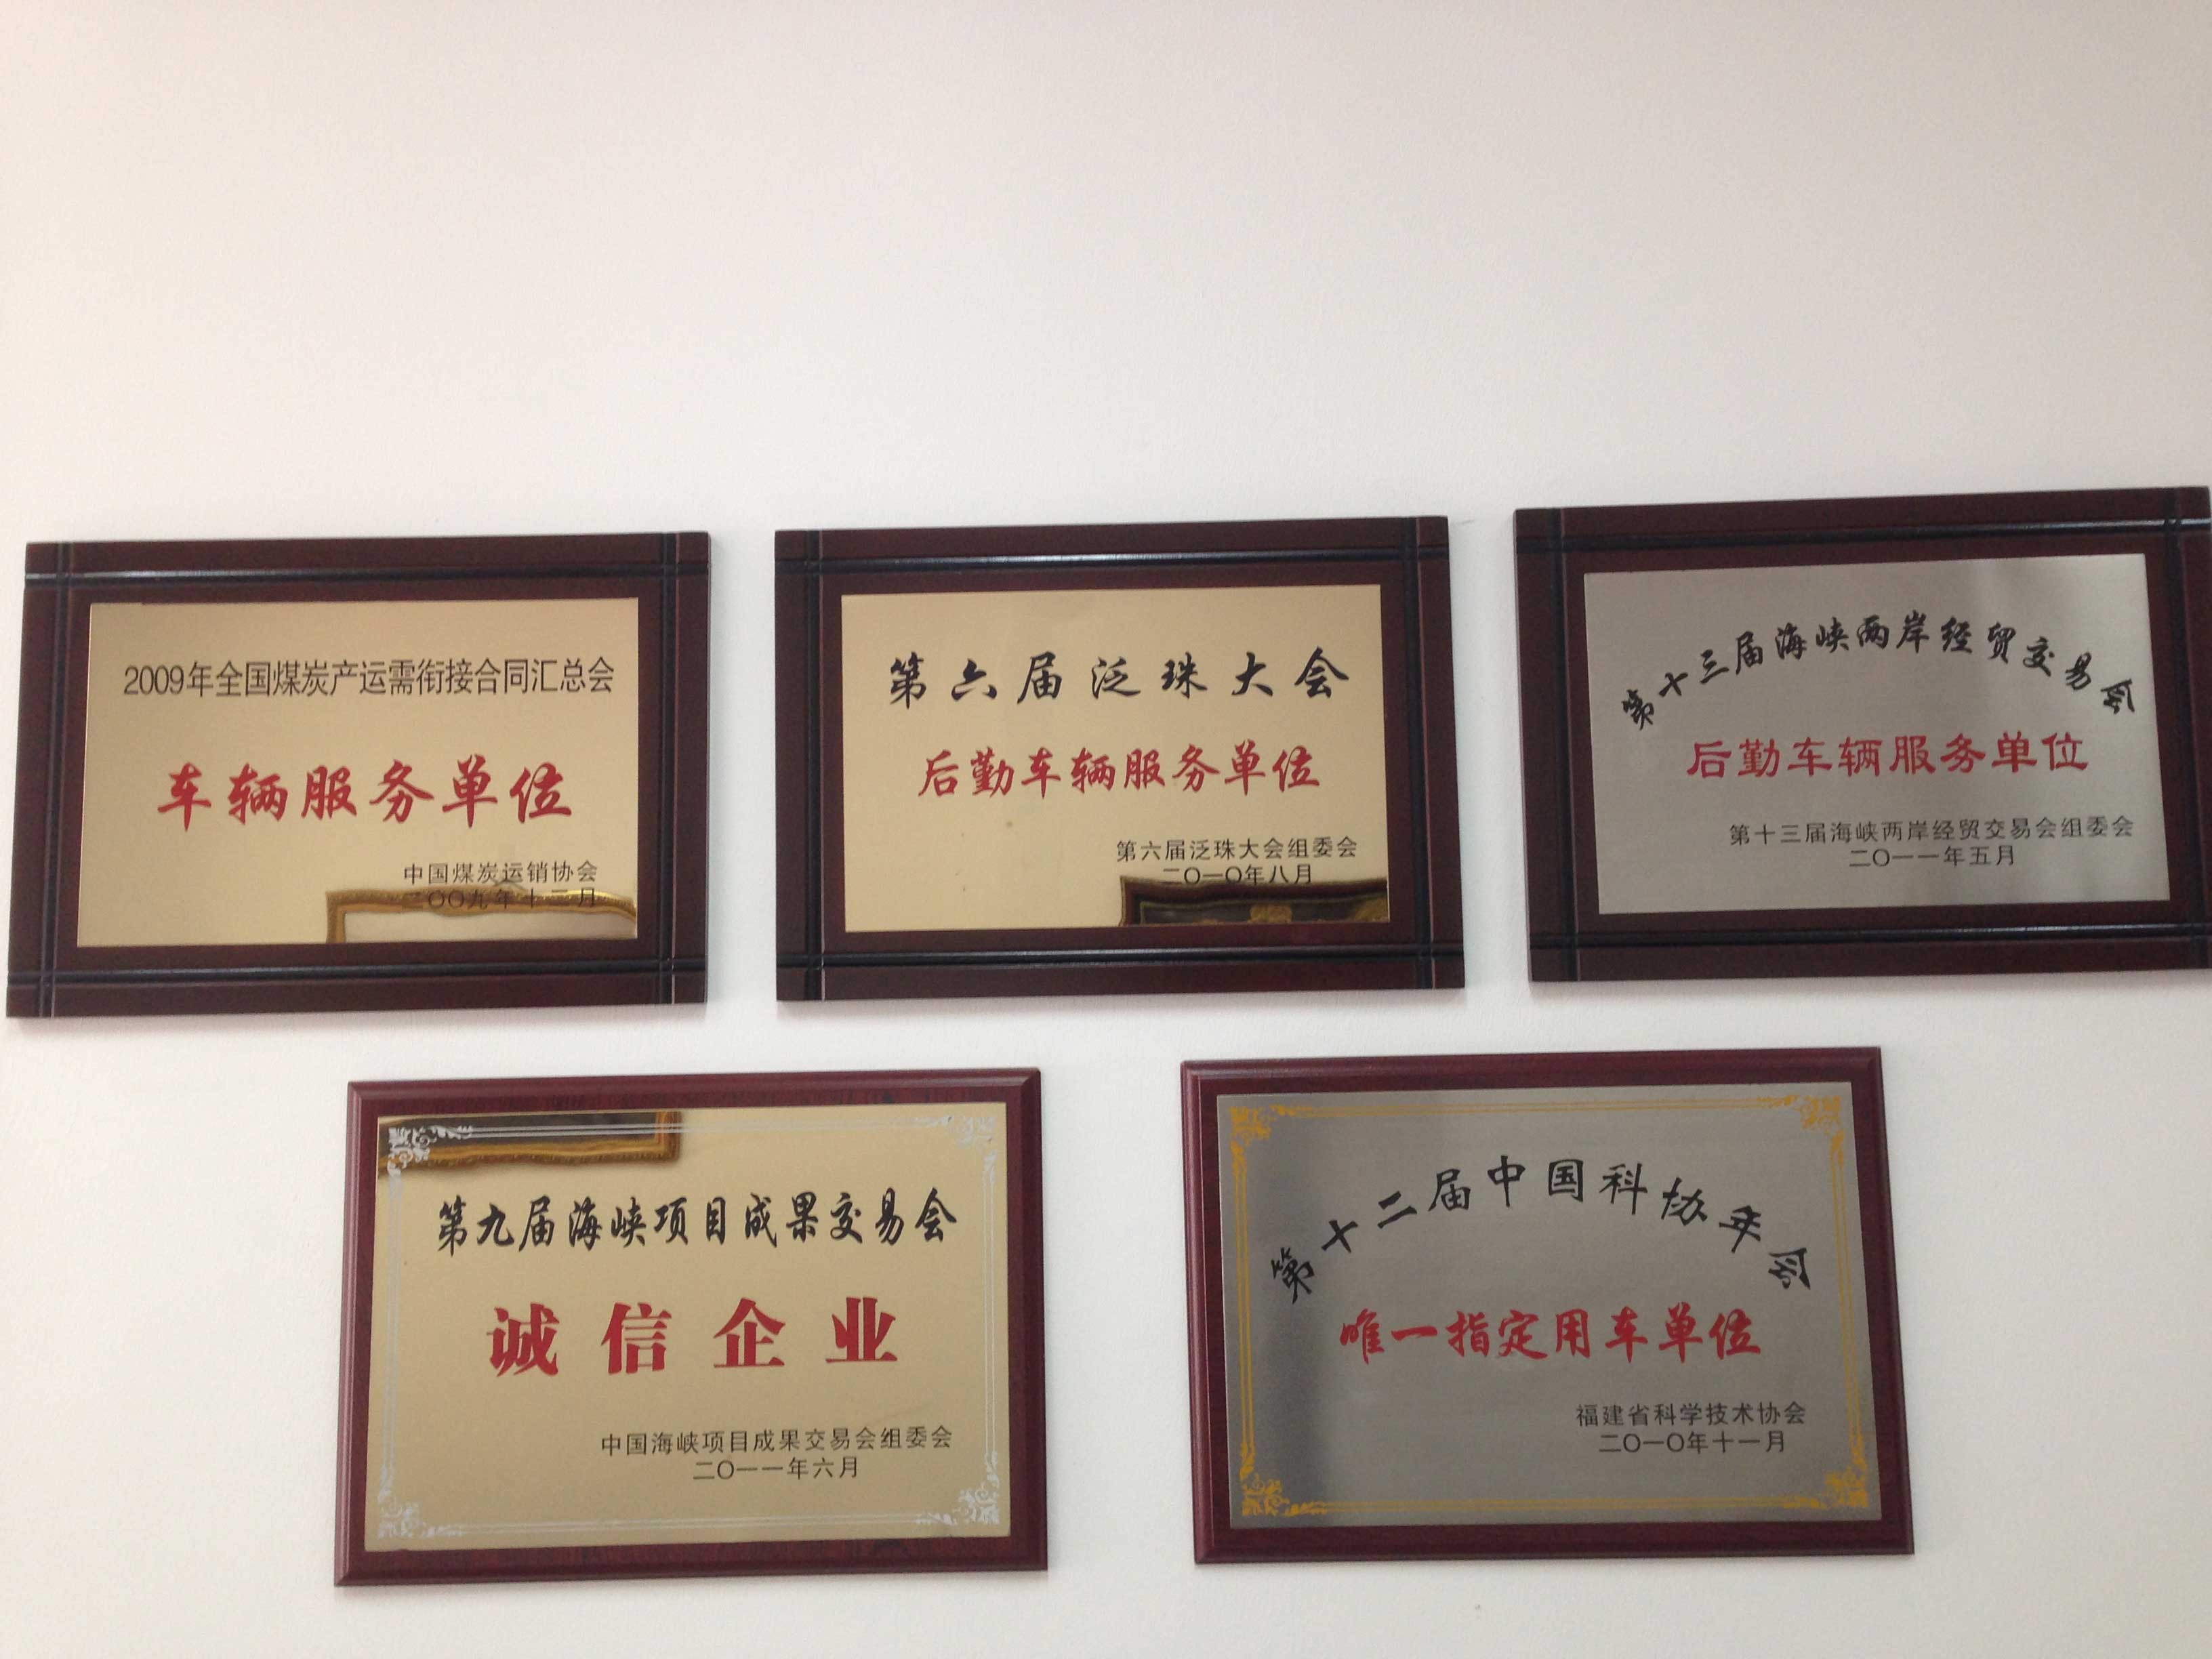 2009年全国煤炭产运需衔接合同汇总会
车辆服务单位
中国煤炭运销协会
二〇〇九年十二月
第六届泛珠大会
后勤车辆服务单位
第六届泛珠大会组委会
二〇一〇年八月
第十三届海峡两岸经贸交易会
后勤车辆服务单位
第十三届海峡两岸经贸交易会组委会
二〇一一年五月
第九届海峡项目成果交易会
诚信企业
中国海峡项目成果交易会组委会
二〇一一年六月
第十二届中国科协年会
唯一指定用车单位
福建省科学技术协会
二〇一〇年十一月